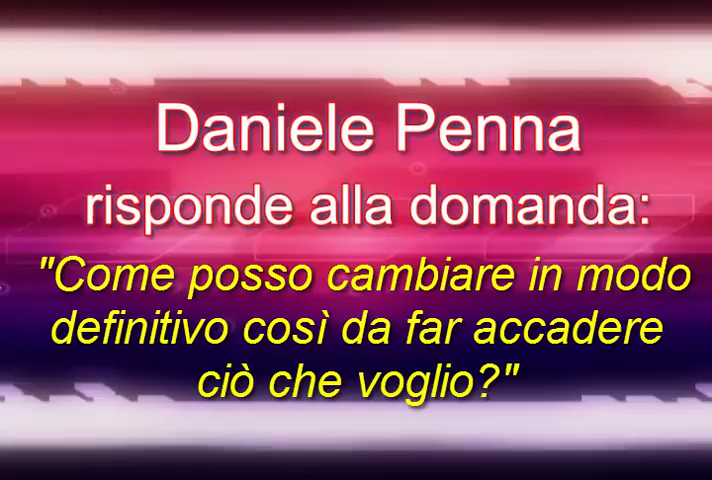 Daniele Penna
risponde alla domanda:
"Come posso cambiare in modo
definitivo così da far accadere
ciò che voglio?"